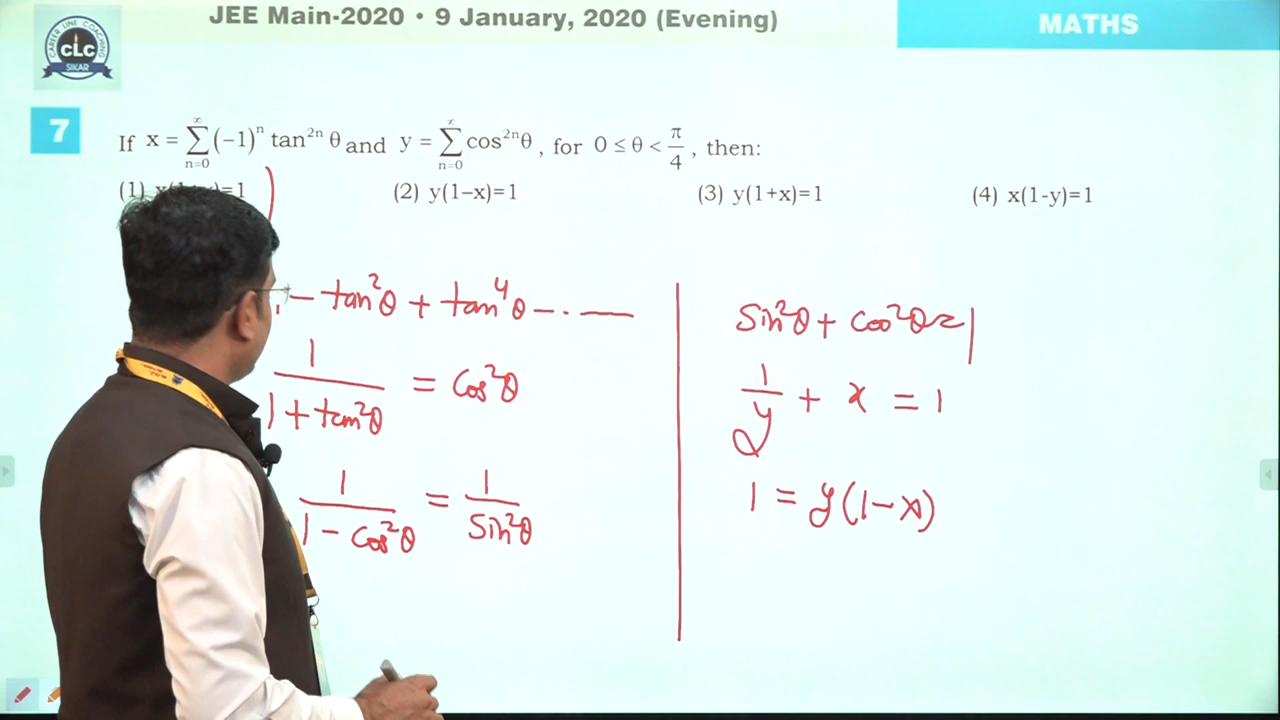 JEE Main-2020 • 9 January, 2020 (Evening)
MATHS
CAREER LINE COACHING
CLC
SIKAR
7
If x = ∑_{n=0}^{∞} (−1)^n tan^{2n} θ and y = ∑_{n=0}^{∞} cos^{2n}θ , for 0 ≤ θ < π/4 , then:
(1) =1
(2) y(1–x)=1
(3) y(1+x)=1
(4) x(1-y)=1
− tan²θ + tan⁴θ − . —
1/(1 + tan²θ) = Cos²θ
1/(1 − cos²θ) = 1/Sin²θ
Sin²θ + Cos²θ = 1
1/y + x = 1
1 = y(1−x)